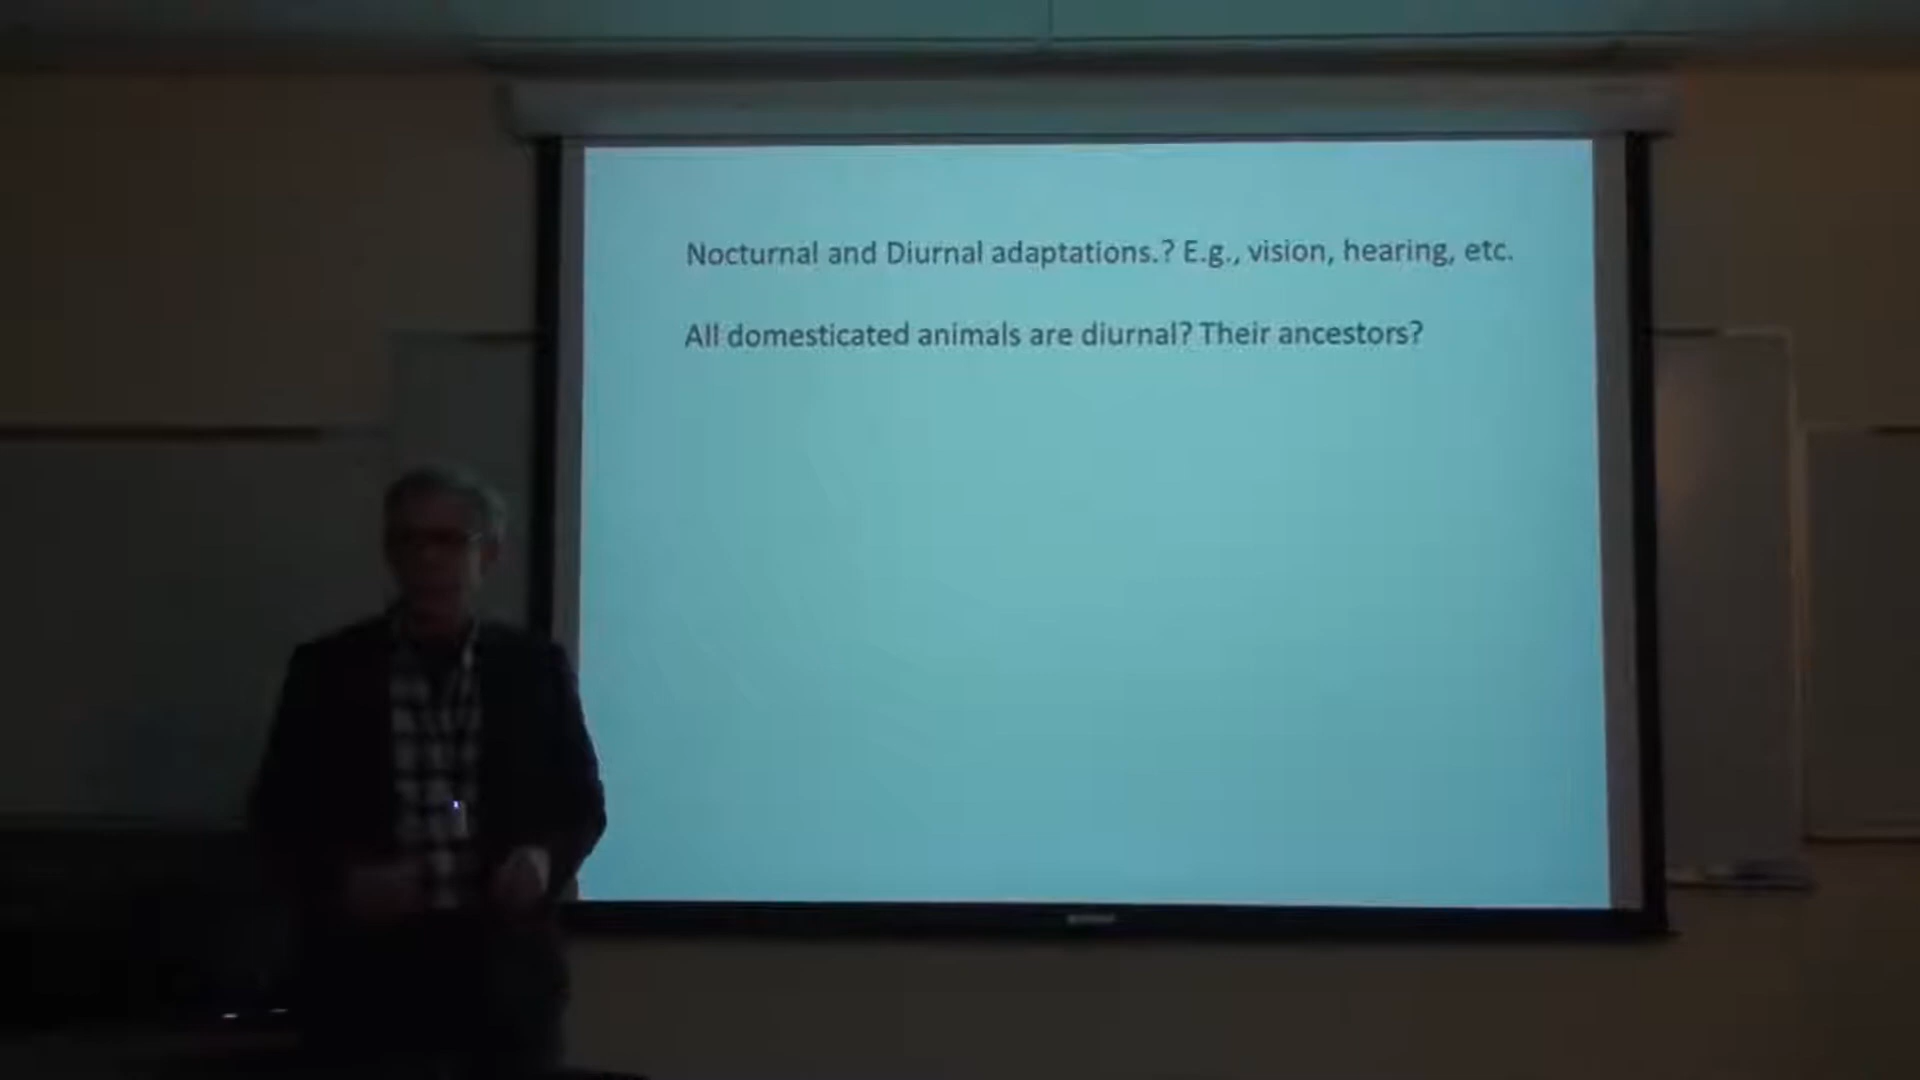 Nocturnal and Diurnal adaptations.? E.g., vision, hearing, etc.
All domesticated animals are diurnal? Their ancestors?